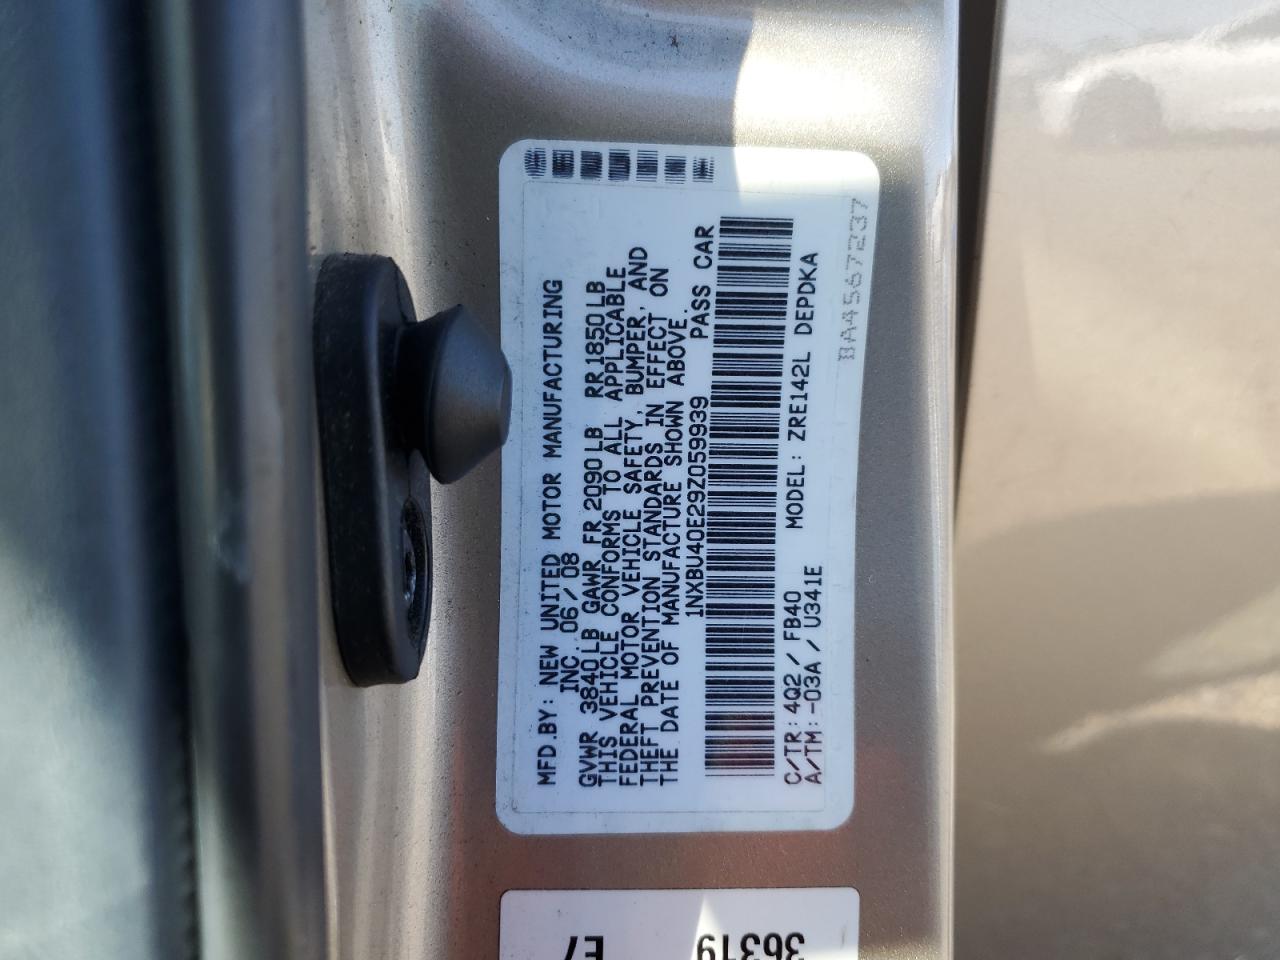 MFD.BY: NEW UNITED MOTOR MANUFACTURING
INC. 06/08
GVWR 3840LB GAWR FR 2090LB RR 1850LB
THIS VEHICLE CONFORMS TO ALL APPLICABLE
FEDERAL MOTOR VEHICLE SAFETY, BUMPER, AND
THEFT PREVENTION STANDARDS IN EFFECT ON
THE DATE OF MANUFACTURE SHOWN ABOVE.
1NXBU40E29Z059939 PASS CAR
C/TR: 4Q2/FB40 MODEL: ZRE142L DEPDKA
A/TM:-03A/U341E
BA4567237
36319
E7